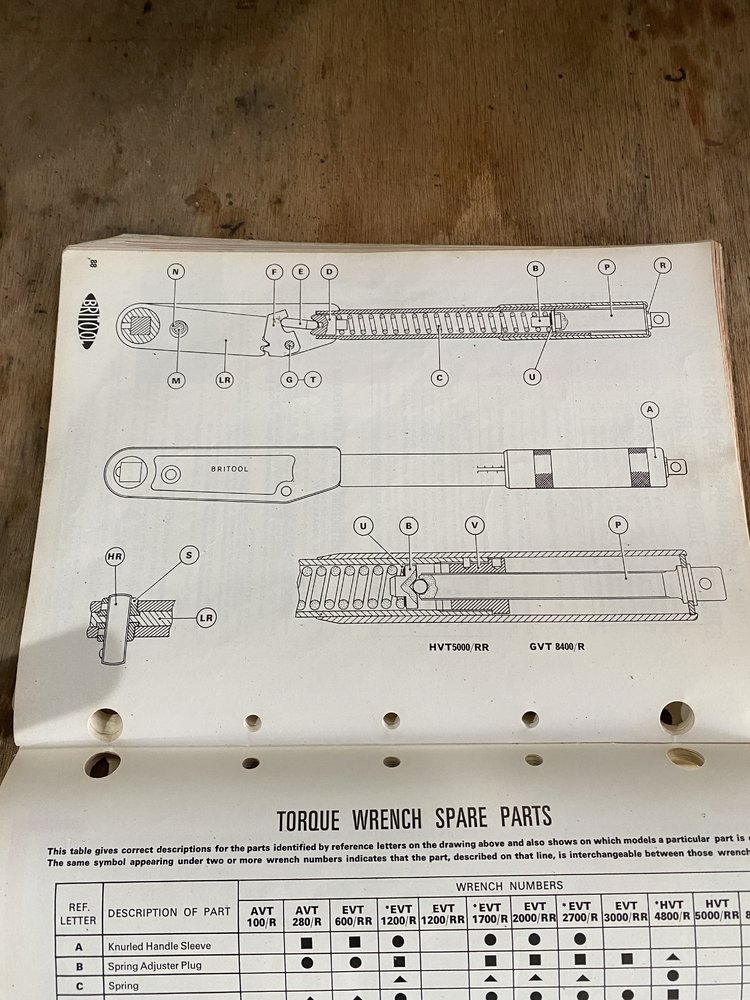 88
BRITOOL
N
F
E
D
B
P
R
M
LR
G
T
C
U
A
BRITOOL
U
B
V
P
HR
S
LR
HVT5000/RR
GVT 8400/R
TORQUE WRENCH SPARE PARTS
This table gives correct descriptions for the parts identified by reference letters on the drawing above and also shows on which models a particular part is
The same symbol appearing under two or more wrench numbers indicates that the part, described on that line, is interchangeable between those
WRENCH NUMBERS
REF. LETTER
DESCRIPTION OF PART
AVT 100/R
AVT 280/R
EVT 600/RR
*EVT 1200/R
EVT 1200/RR
*EVT 1700/R
EVT 2000/RR
*EVT 2700/R
EVT 3000/RR
*HVT 4800/R
HVT 5000/RR
A Knurled Handle Sleeve
B Spring Adjuster Plug
C Spring